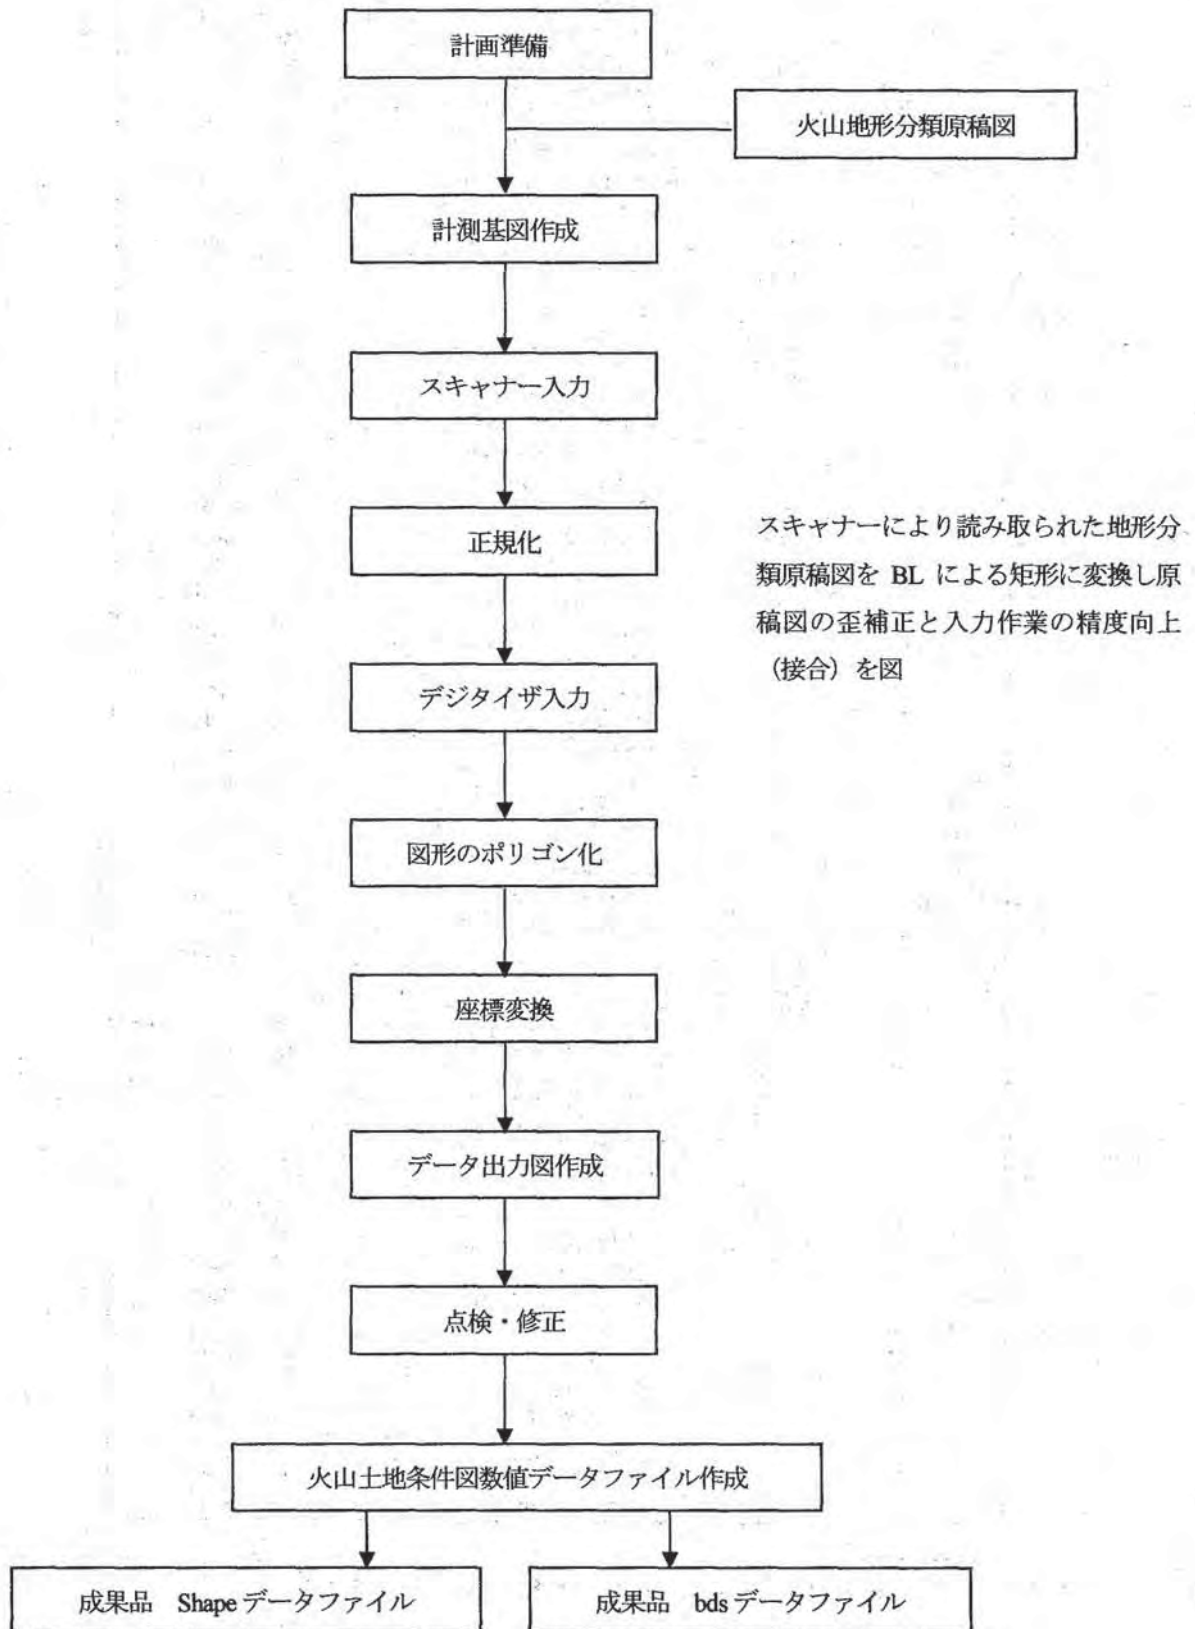 計画準備
火山地形分類原稿図
計測基図作成
スキャナー入力
正規化
スキャナーにより読み取られた地形分
類原稿図を BL による矩形に変換し原
稿図の歪補正と入力作業の精度向上
（接合）を図
デジタイザ入力
図形のポリゴン化
座標変換
データ出力図作成
点検・修正
火山土地条件図数値データファイル作成
成果品 Shape データファイル
成果品 bds データファイル